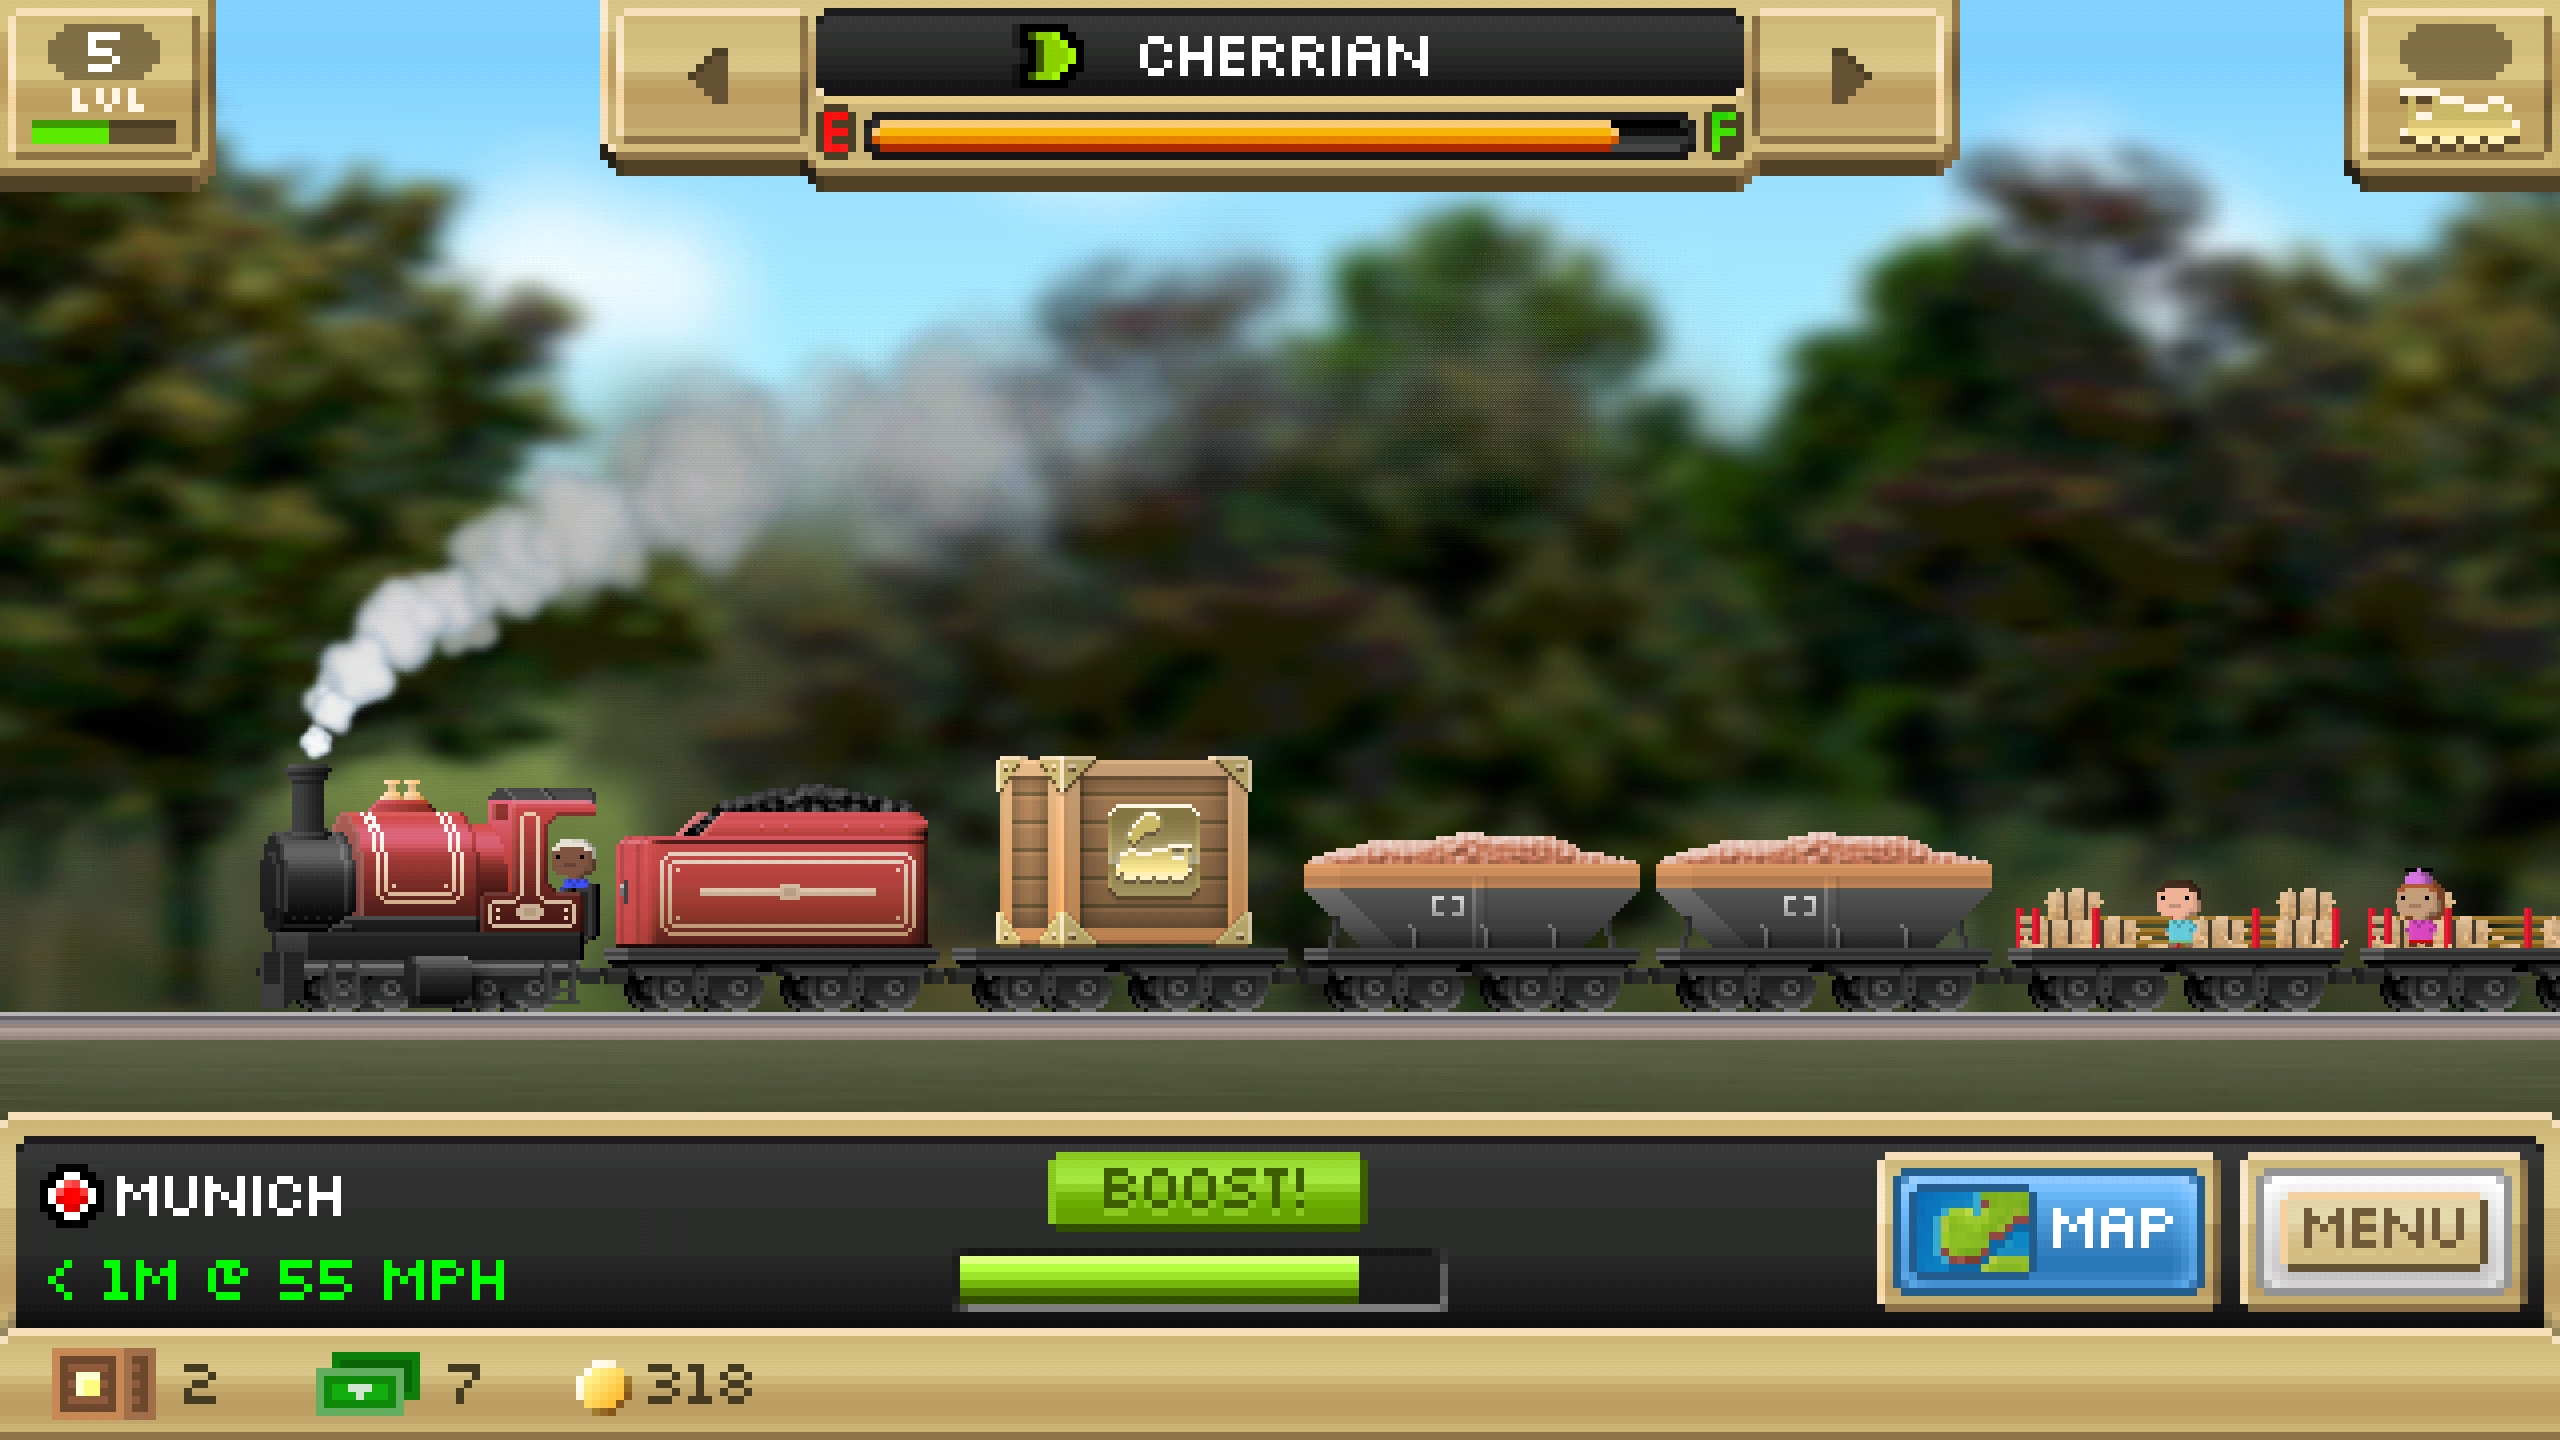 5
LVL
CHERRIAN
E F
MUNICH
< 1M @ 55 MPH
BOOST!
MAP
MENU
2 7 318